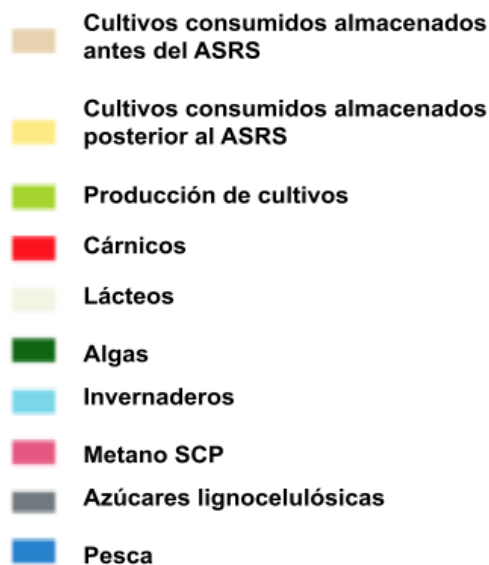 Cultivos consumidos almacenados
antes del ASRS
Cultivos consumidos almacenados
posterior al ASRS
Producción de cultivos
Cárnicos
Lácteos
Algas
Invernaderos
Metano SCP
Azúcares lignocelulósicas
Pesca